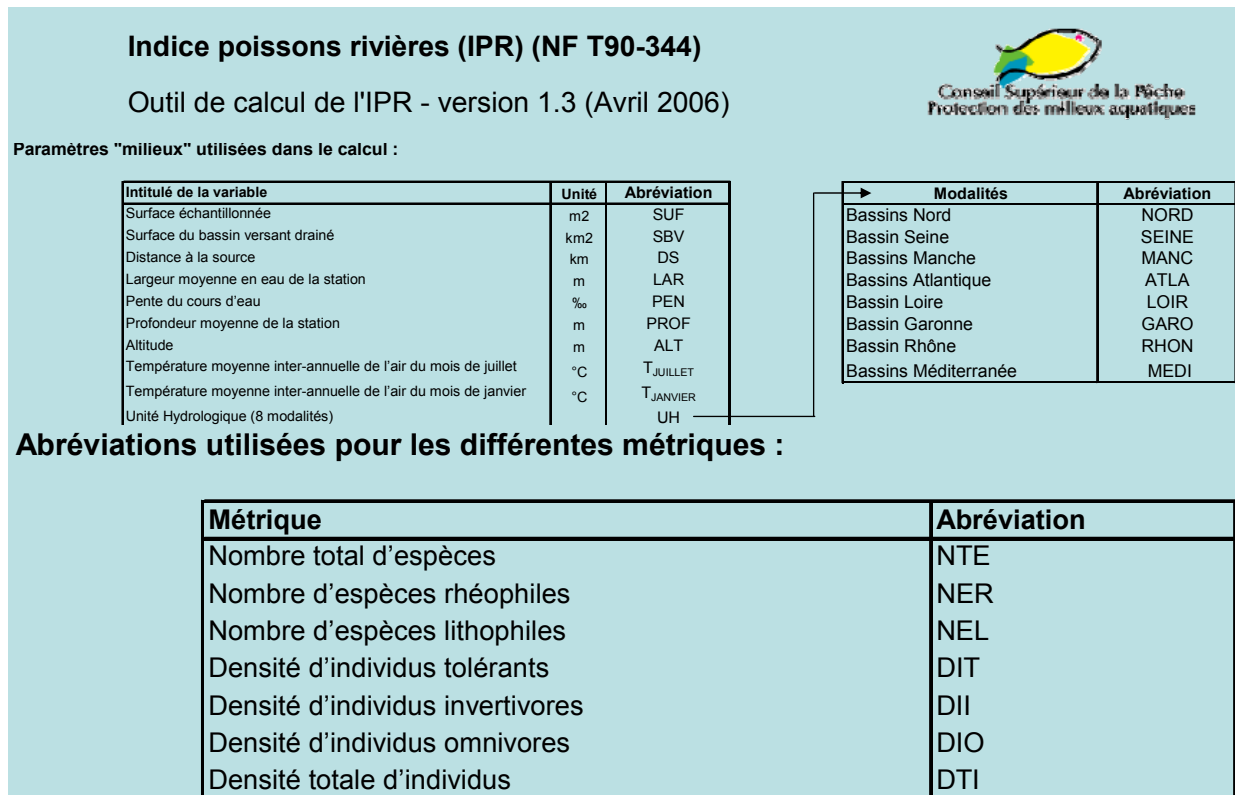 Indice poissons rivières (IPR) (NF T90-344)
Outil de calcul de l'IPR - version 1.3 (Avril 2006)
Conseil Supérieur de la Pêche
Protection des milieux aquatiques
Paramètres "milieux" utilisées dans le calcul :
Intitulé de la variable Unité Abréviation
Surface échantillonnée m2 SUF
Surface du bassin versant drainé km2 SBV
Distance à la source km DS
Largeur moyenne en eau de la station m LAR
Pente du cours d'eau ‰ PEN
Profondeur moyenne de la station m PROF
Altitude m ALT
Température moyenne inter-annuelle de l'air du mois de juillet °C TJUILLET
Température moyenne inter-annuelle de l'air du mois de janvier °C TJANVIER
Unité Hydrologique (8 modalités) UH
Modalités Abréviation
Bassins Nord NORD
Bassin Seine SEINE
Bassins Manche MANC
Bassins Atlantique ATLA
Bassin Loire LOIR
Bassin Garonne GARO
Bassin Rhône RHON
Bassins Méditerranée MEDI
Abréviations utilisées pour les différentes métriques :
Métrique Abréviation
Nombre total d'espèces NTE
Nombre d'espèces rhéophiles NER
Nombre d'espèces lithophiles NEL
Densité d'individus tolérants DIT
Densité d'individus invertivores DII
Densité d'individus omnivores DIO
Densité totale d'individus DTI